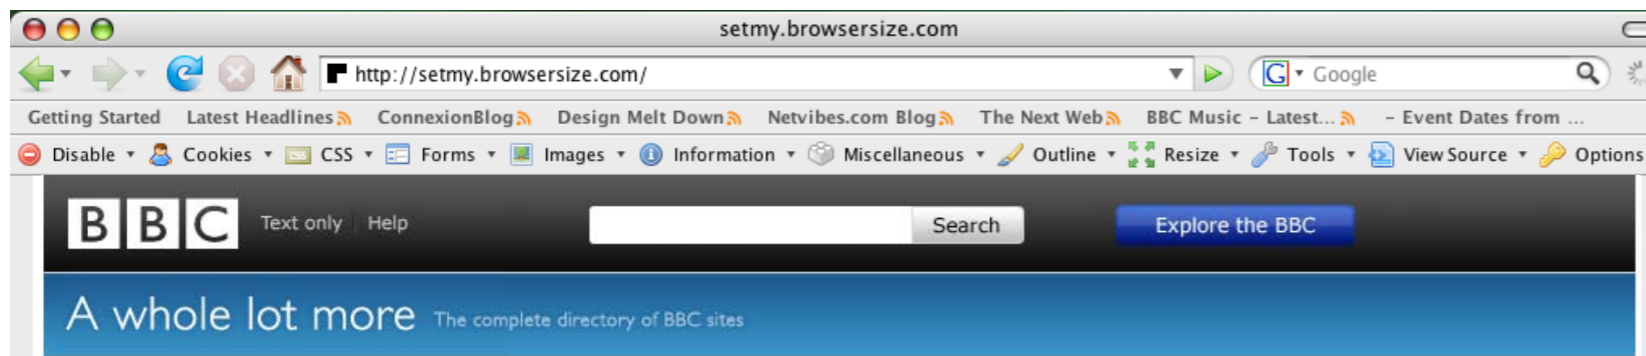 setmy.browsersize.com
http://setmy.browsersize.com/ G Google
Getting Started Latest Headlines ConnexionBlog Design Melt Down Netvibes.com Blog The Next Web BBC Music - Latest... - Event Dates from ...
Disable Cookies CSS CSS Forms Images Information Miscellaneous Outline Resize Tools View Source Options
BBC Text only Help Search Explore the BBC
A whole lot more The complete directory of BBC sites